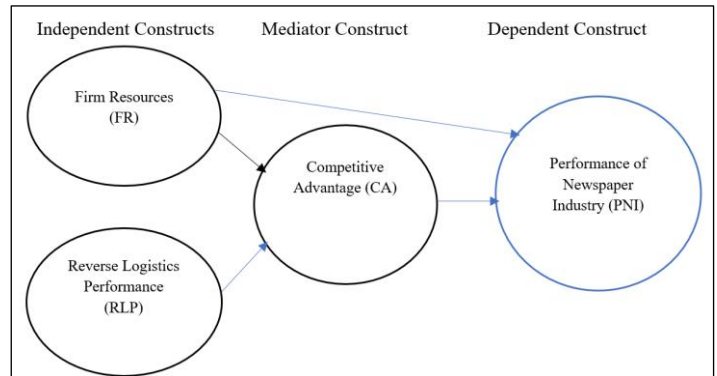 Independent Constructs
Mediator Construct
Dependent Construct
Firm Resources
(FR)
Competitive
Advantage (CA)
Performance of
Newspaper
Industry (PNI)
Reverse Logistics
Performance
(RLP)